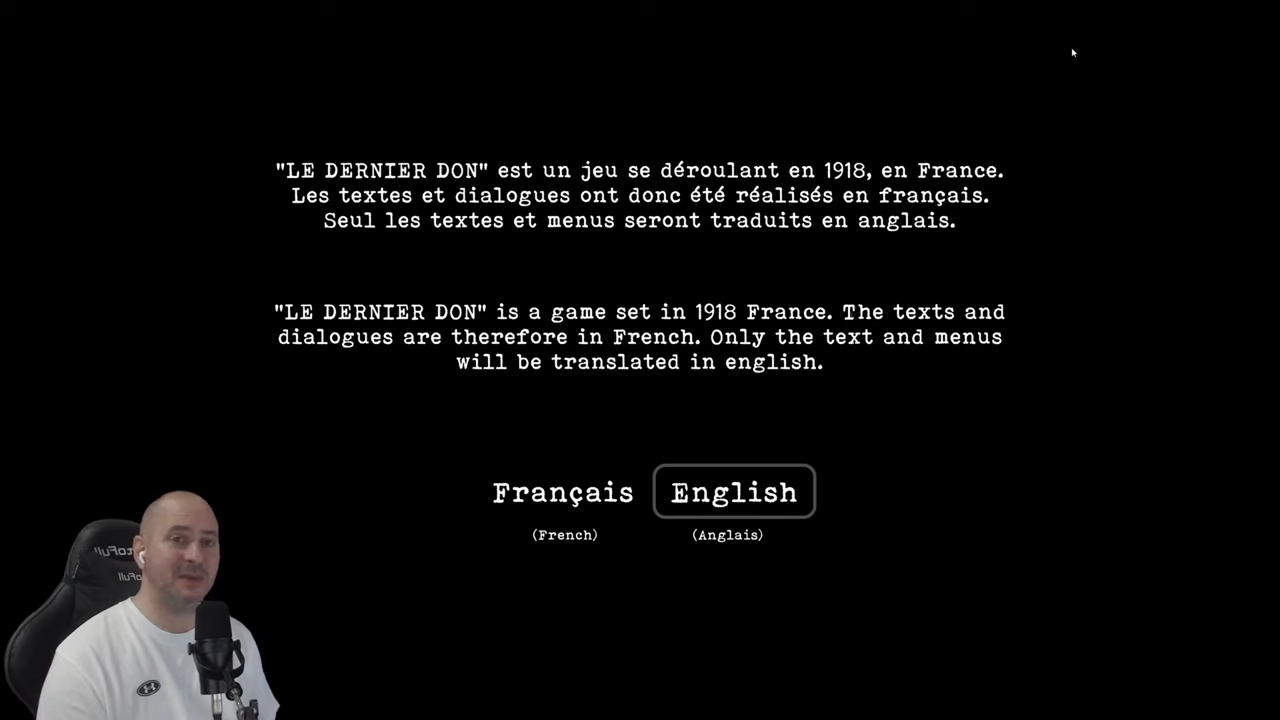 "LE DERNIER DON" est un jeu se déroulant en 1918, en France.
Les textes et dialogues ont donc été réalisés en français.
Seul les textes et menus seront traduits en anglais.
"LE DERNIER DON" is a game set in 1918 France. The texts and
dialogues are therefore in French. Only the text and menus
will be translated in english.
Français English
(French) (Anglais)